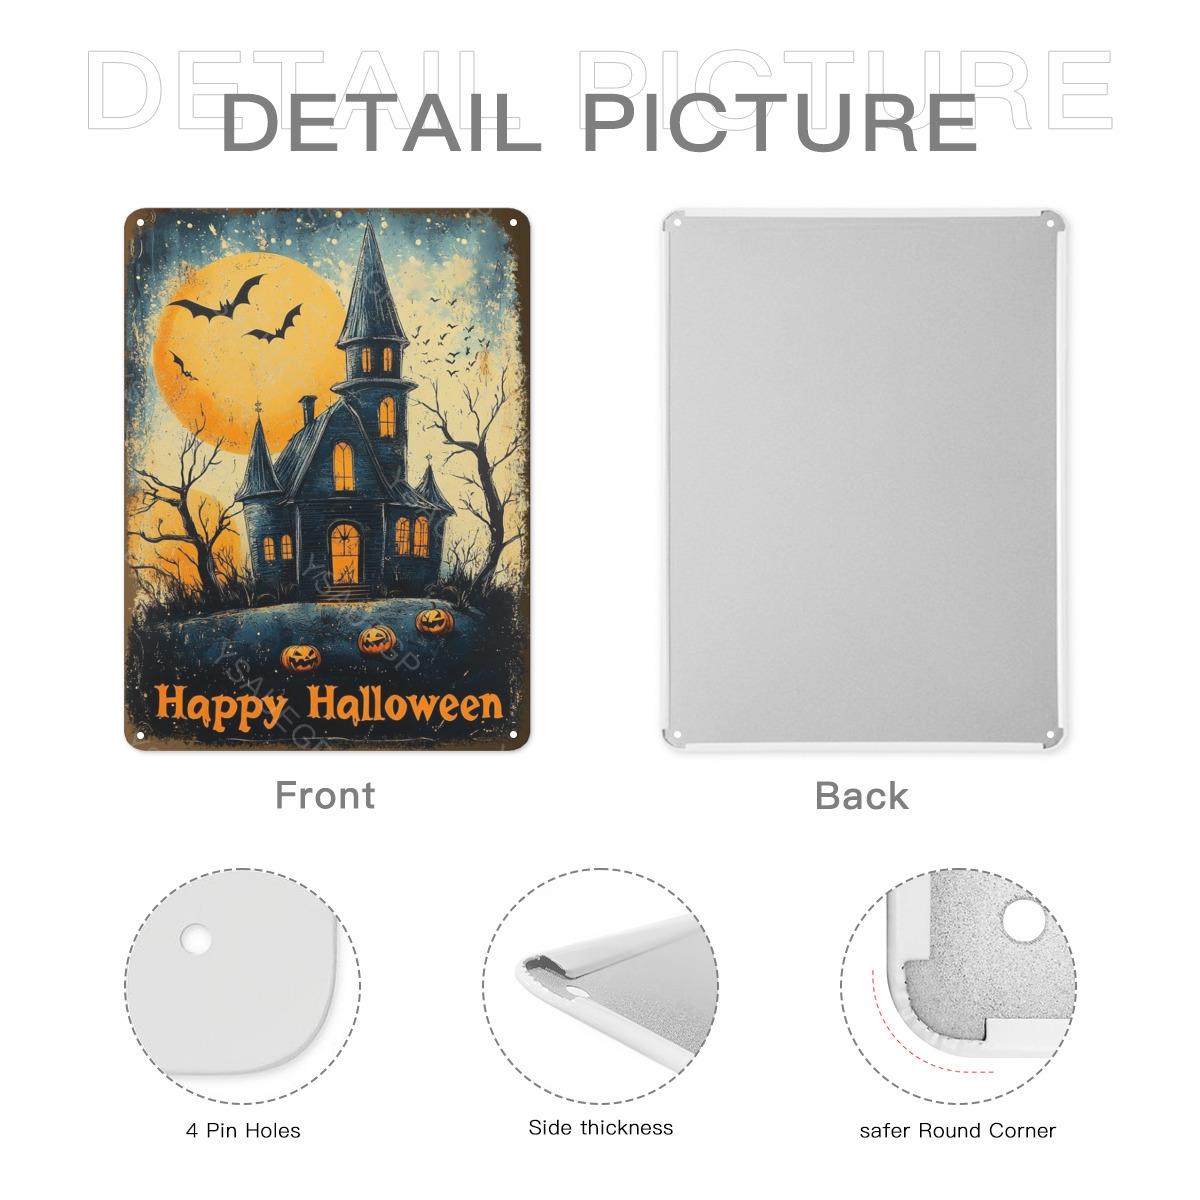 DETAIL PICTURE
DETAIL PICTURE
Happy Halloween
Front
Back
4 Pin Holes
Side thickness
safer Round Corner